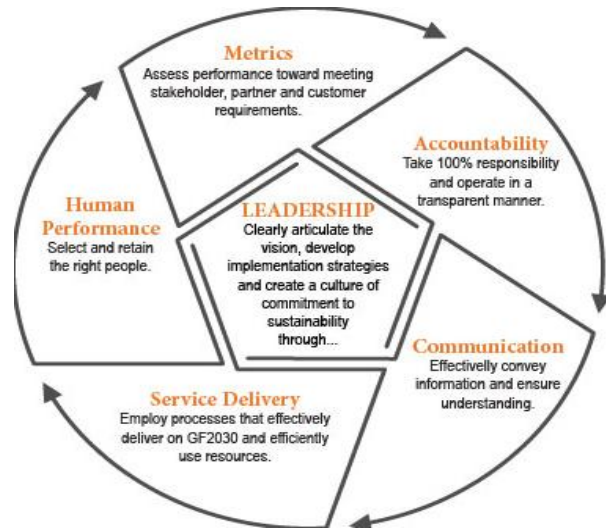 Metrics
Assess performance toward meeting
stakeholder, partner and customer
requirements.
Accountability
Take 100% responsibility
and operate in a
transparent manner.
Human
Performance
Select and retain
the right people.
LEADERSHIP
Clearly articulate the
vision, develop
implementation strategies
and create a culture of
commitment to
sustainability
through...
Communication
Effectivelly convey
information and ensure
understanding.
Service Delivery
Employ processes that effectively
deliver on GF2030 and efficiently
use resources.